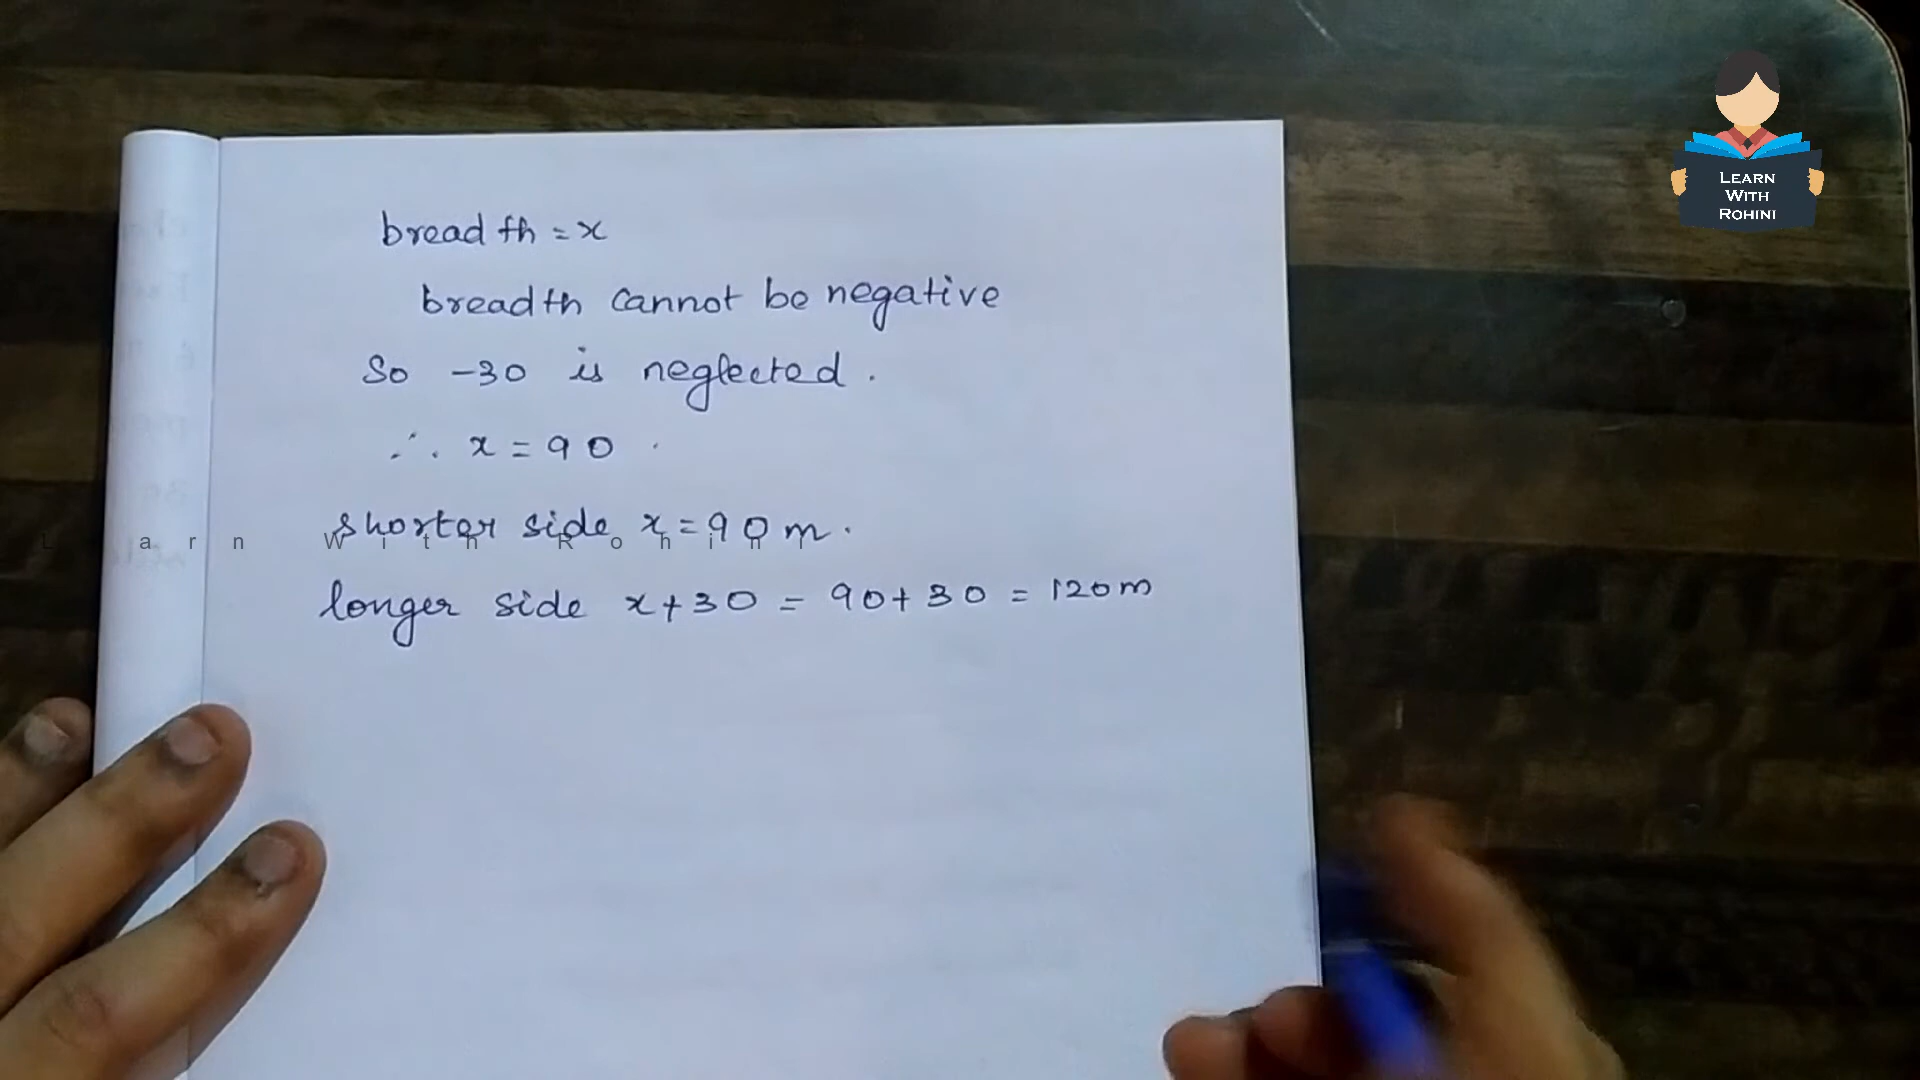 LEARN
WITH
ROHINI
breadth = x
breadth cannot be negative
So -30 is neglected.
∴ x = 90
shorter side x = 90 m.
Learn With Rohini
longer side x+30 = 90+30 = 120m